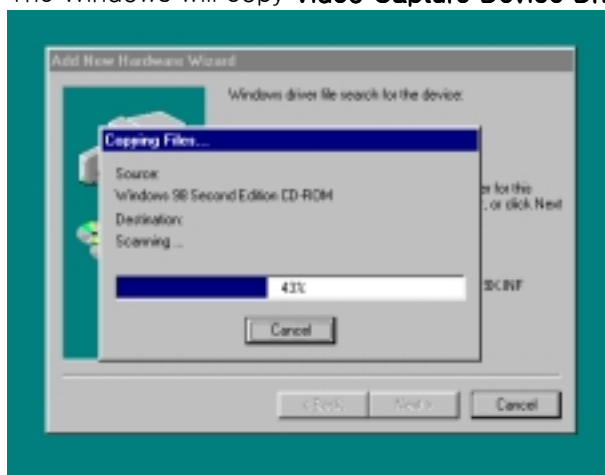 The Windows will copy Video Capture Device Dri
Add New Hardware Wizard
Windows driver file search for the device:
Copying Files...
Source:
Windows 98 Second Edition CD-ROM
Destination:
Scanning ...
er for this
, or click Next
43%
Cancel
< Back
Next >
Cancel